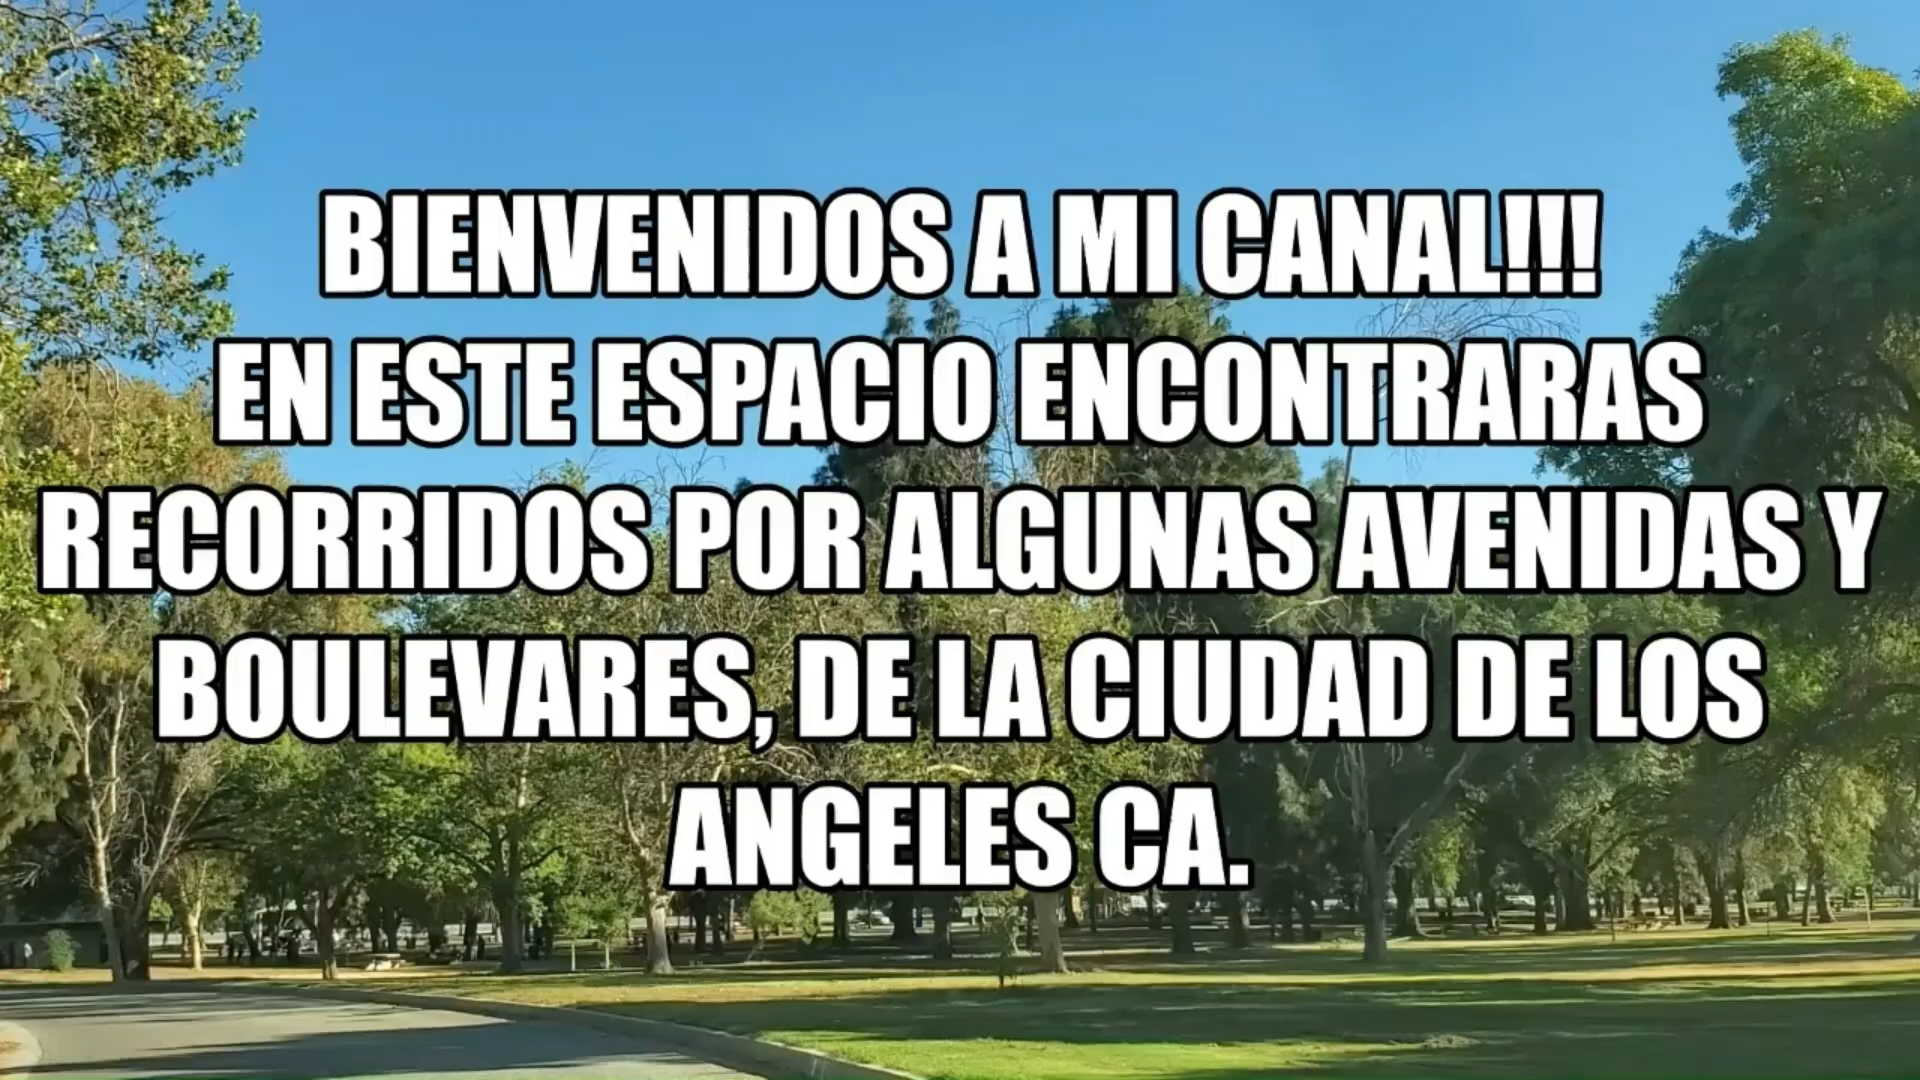 BIENVENIDOS A MI CANAL!!!
EN ESTE ESPACIO ENCONTRARAS
RECORRIDOS POR ALGUNAS AVENIDAS Y
BOULEVARES, DE LA CIUDAD DE LOS
ANGELES CA.